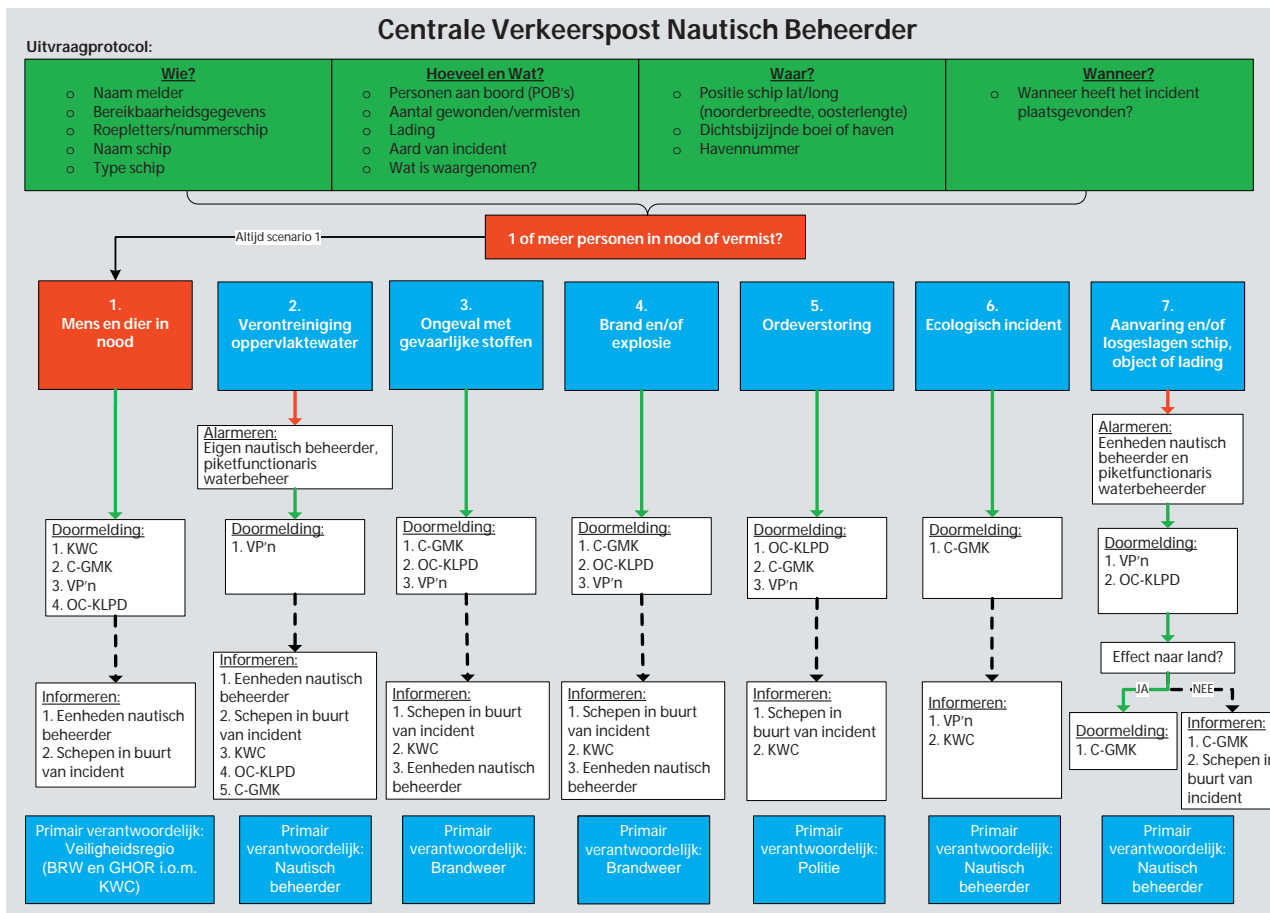 Centrale Verkeerspost Nautisch Beheerder
Uitvraagprotocol:
Wie?
o Naam melder
o Bereikbaarheidsgegevens
o Roepletters/nummerschip
o Naam schip
o Type schip
Hoeveel en Wat?
o Personen aan boord (POB's)
o Aantal gewonden/vermisten
o Lading
o Aard van incident
o Wat is waargenomen?
Waar?
o Positie schip lat/long
(noorderbreedte, oosterlengte)
o Dichtsbijzijnde boei of haven
o Havennummer
Wanneer?
o Wanneer heeft het incident
plaatsgevonden?
Altijd scenario 1
1 of meer personen in nood of vermist?
1.
Mens en dier in
nood
2.
Verontreiniging
oppervlaktewater
3.
Ongeval met
gevaarlijke stoffen
4.
Brand en/of
explosie
5.
Ordeverstoring
6.
Ecologisch incident
7.
Aanvaring en/of
losgeslagen schip,
object of lading
Alarmeren:
Eigen nautisch beheerder,
piketfunctionaris
waterbeheer
Alarmeren:
Eenheden nautisch
beheerder en
piketfunctionaris
waterbeheerder
Doormelding:
1. KWC
2. C-GMK
3. VP'n
4. OC-KLPD
Doormelding:
1. VP'n
Doormelding:
1. C-GMK
2. OC-KLPD
3. VP'n
Doormelding:
1. C-GMK
2. OC-KLPD
3. VP'n
Doormelding:
1. OC-KLPD
2. C-GMK
3. VP'n
Doormelding:
1. C-GMK
Doormelding:
1. VP'n
2. OC-KLPD
Effect naar land?
JA
NEE
Informeren:
1. Eenheden nautisch
beheerder
2. Schepen in buurt
van incident
Informeren:
1. Eenheden nautisch
beheerder
2. Schepen in buurt
van incident
3. KWC
4. OC-KLPD
5. C-GMK
Informeren:
1. Schepen in buurt
van incident
2. KWC
3. Eenheden nautisch
beheerder
Informeren:
1. Schepen in buurt
van incident
2. KWC
3. Eenheden nautisch
beheerder
Informeren:
1. Schepen in
buurt van incident
2. KWC
Informeren:
1. VP'n
2. KWC
Doormelding:
1. C-GMK
Informeren:
1. C-GMK
2. Schepen in
buurt van
incident
Primair verantwoordelijk:
Veiligheidsregio
(BRW en GHOR i.o.m.
KWC)
Primair
verantwoordelijk:
Nautisch
beheerder
Primair
verantwoordelijk:
Brandweer
Primair
verantwoordelijk:
Brandweer
Primair
verantwoordelijk:
Politie
Primair
verantwoordelijk:
Nautisch
beheerder
Primair
verantwoordelijk:
Nautisch
beheerder